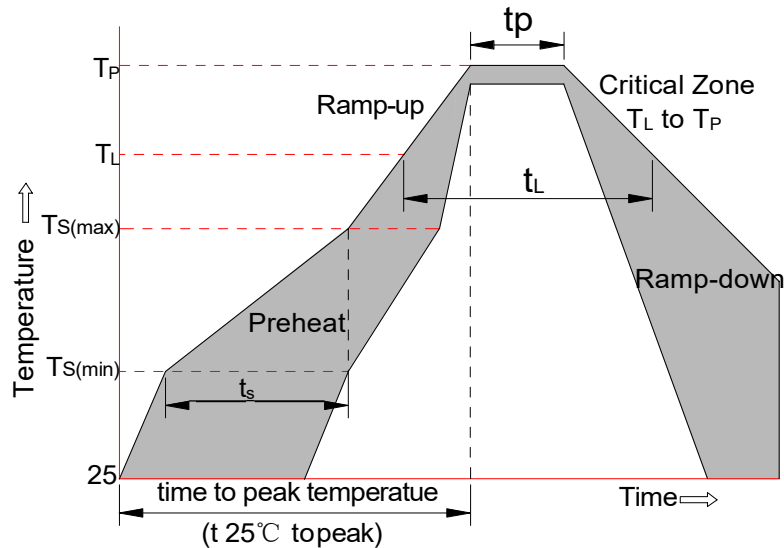 tp
TP
Ramp-up
Critical Zone
TL to TP
TL
tL
TS(max)
Temperature
Preheat
Ramp-down
TS(min)
ts
25
time to peak temperatue
Time
(t 25℃ topeak)